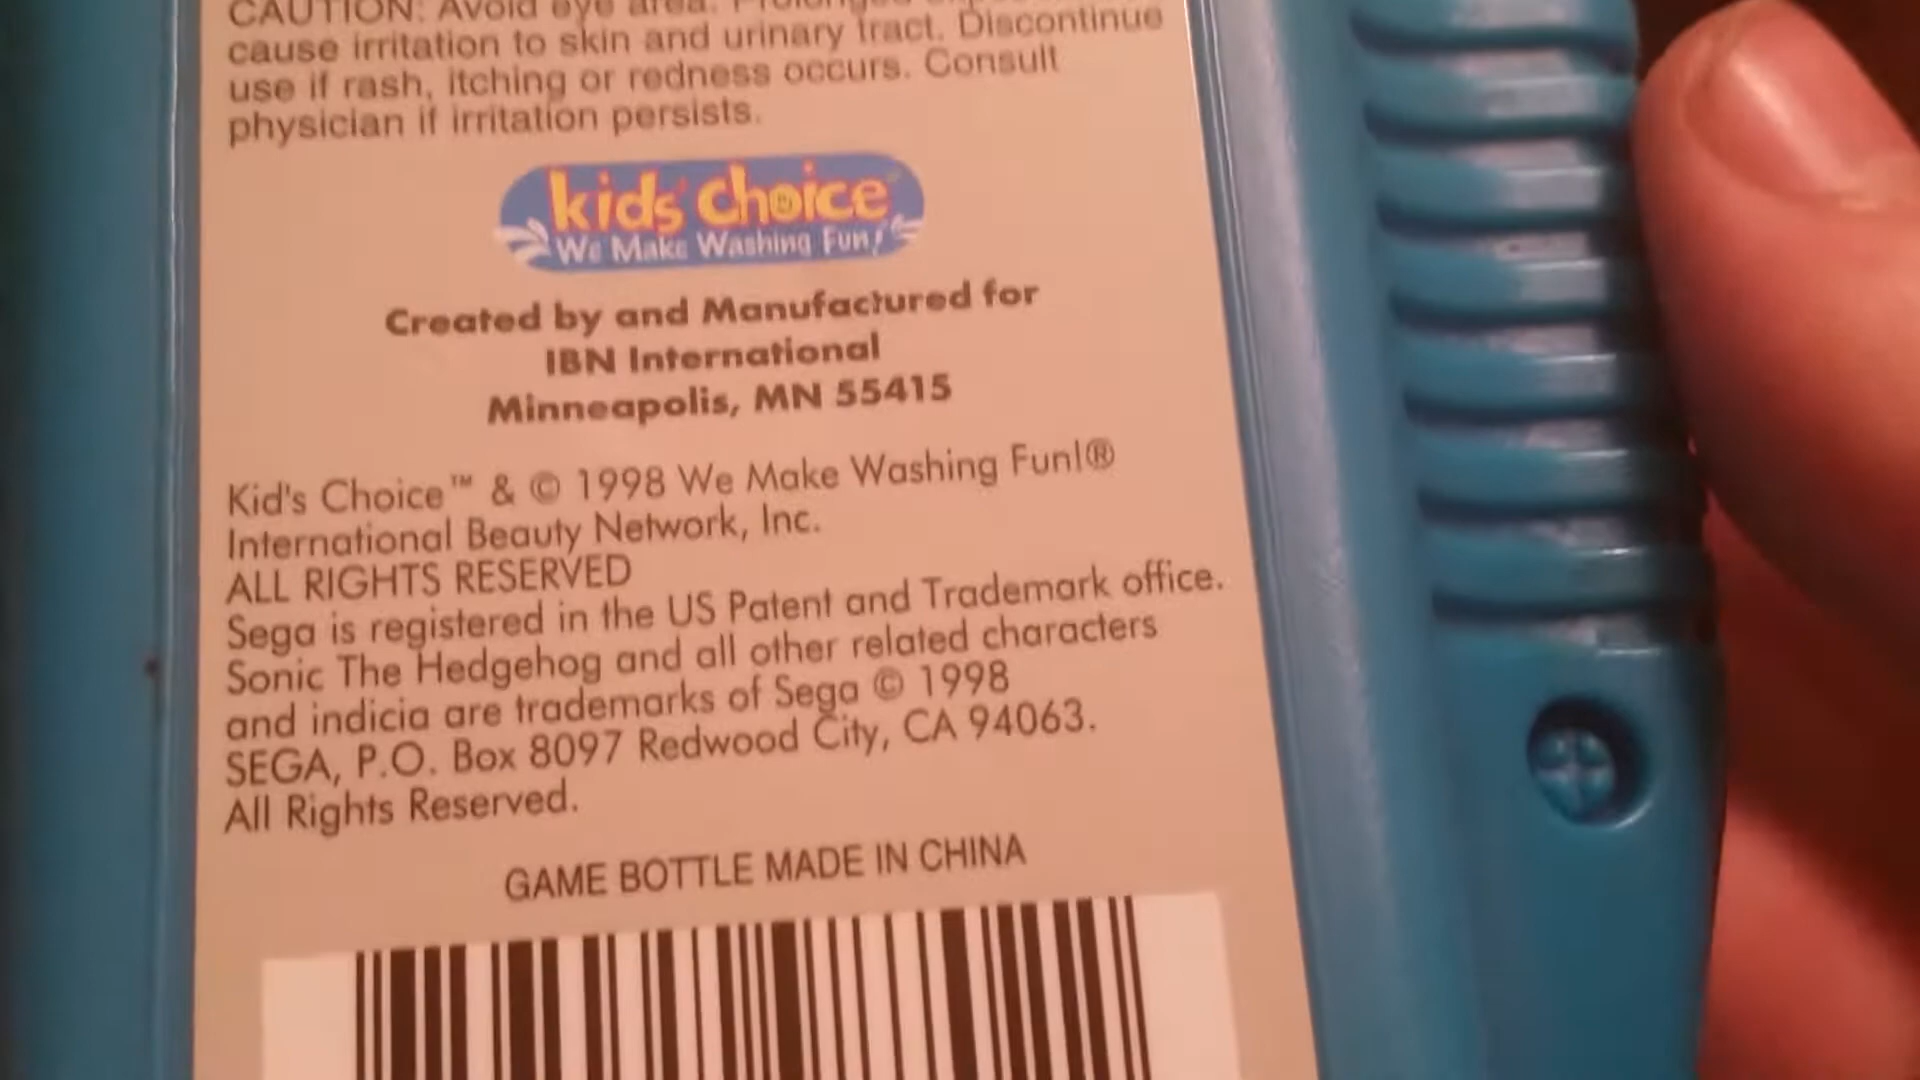 CAUTION: Avoid eye area. Prolonged
cause irritation to skin and urinary tract. Discontinue
use if rash, itching or redness occurs. Consult
physician if irritation persists.
kids' choice™
We Make Washing Fun!
Created by and Manufactured for
IBN International
Minneapolis, MN 55415
Kid's Choice™ & © 1998 We Make Washing Fun!®
International Beauty Network, Inc.
ALL RIGHTS RESERVED
Sega is registered in the US Patent and Trademark office.
Sonic The Hedgehog and all other related characters
and indicia are trademarks of Sega © 1998
SEGA, P.O. Box 8097 Redwood City, CA 94063.
All Rights Reserved.
GAME BOTTLE MADE IN CHINA